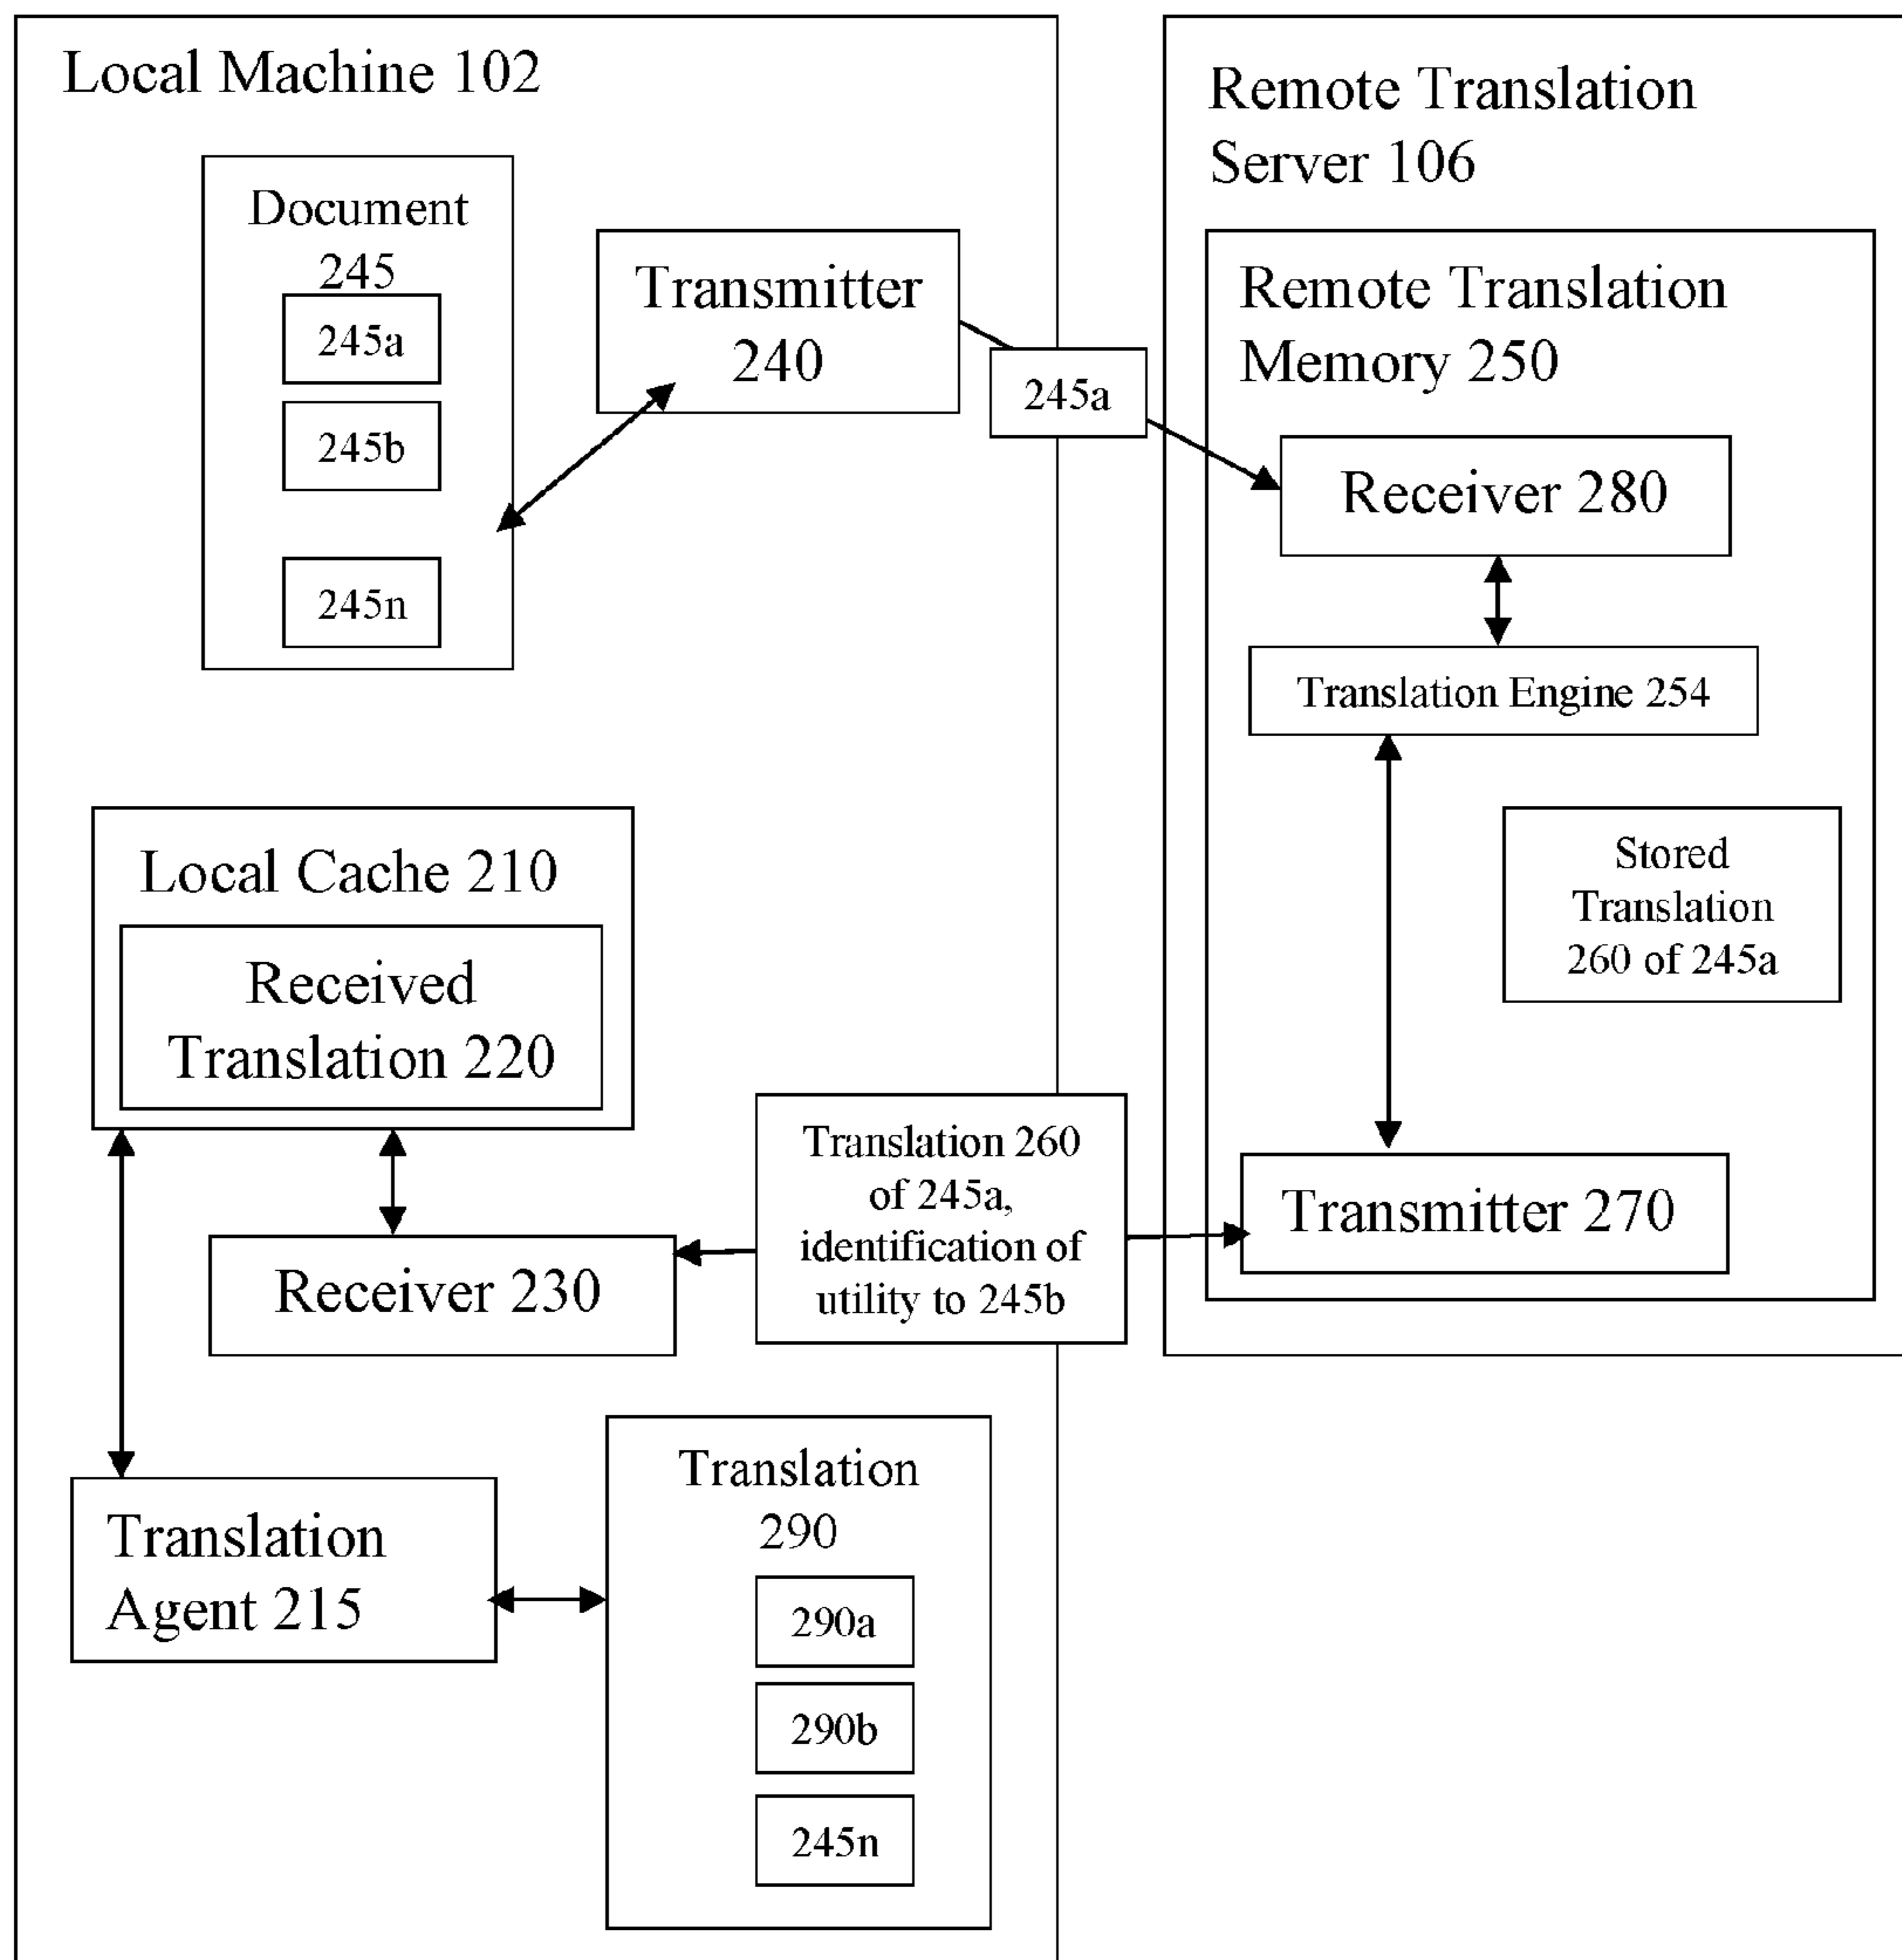 Local Machine 102
Document
245
245a
245b
245n
Transmitter
240
245a
Remote Translation
Server 106
Remote Translation
Memory 250
Receiver 280
Translation Engine 254
Stored
Translation
260 of 245a
Transmitter 270
Local Cache 210
Received
Translation 220
Translation 260
of 245a,
identification of
utility to 245b
Receiver 230
Translation
Agent 215
Translation
290
290a
290b
245n